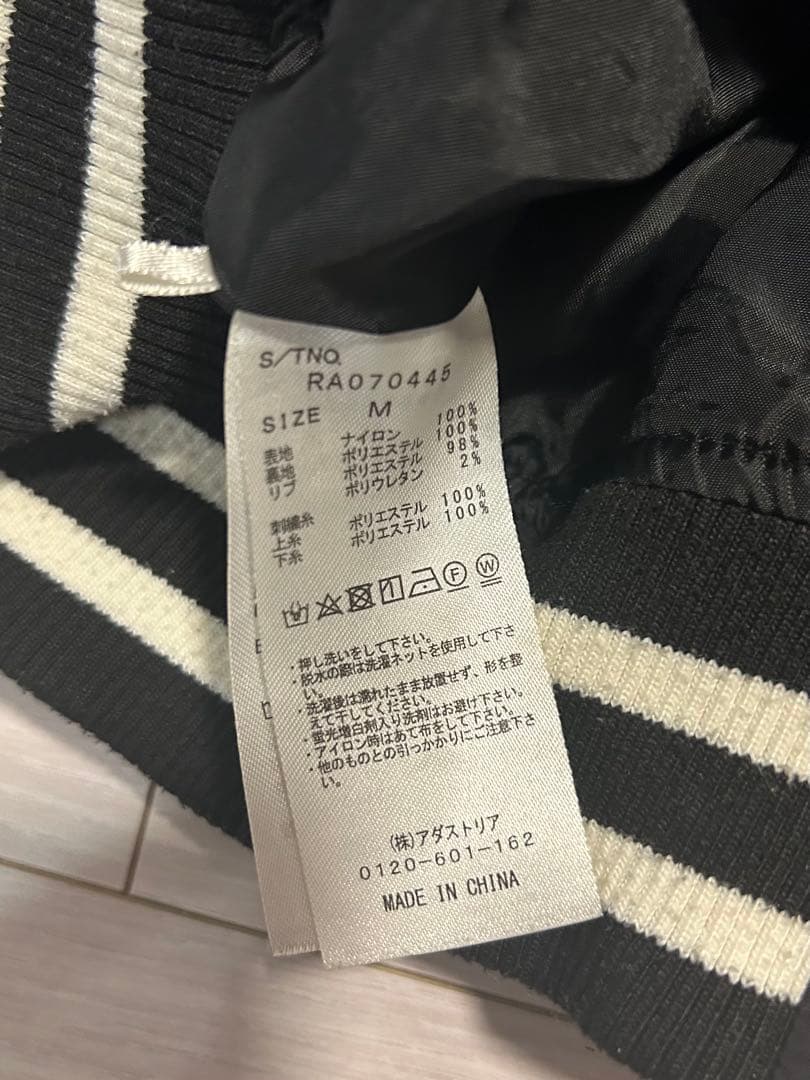 S/TNO.
RA070445
SIZE M
表地 ナイロン 100%
裏地 ポリエステル 100%
リブ ポリエステル 98%
ポリウレタン 2%
刺繍糸
上糸 ポリエステル 100%
下糸 ポリエステル 100%
F W
・押し洗いをして下さい。
・脱水の際は洗濯ネットを使用して下さ
い。
・洗濯後は濡れたまま放置せず、形を整
えて干してください。
・蛍光増白剤入り洗剤はお避け下さい。
・アイロン時はあて布をして下さい。
・他のものとの引っかかりにご注意下さ
い。
(株)アダストリア
0120-601-162
MADE IN CHINA